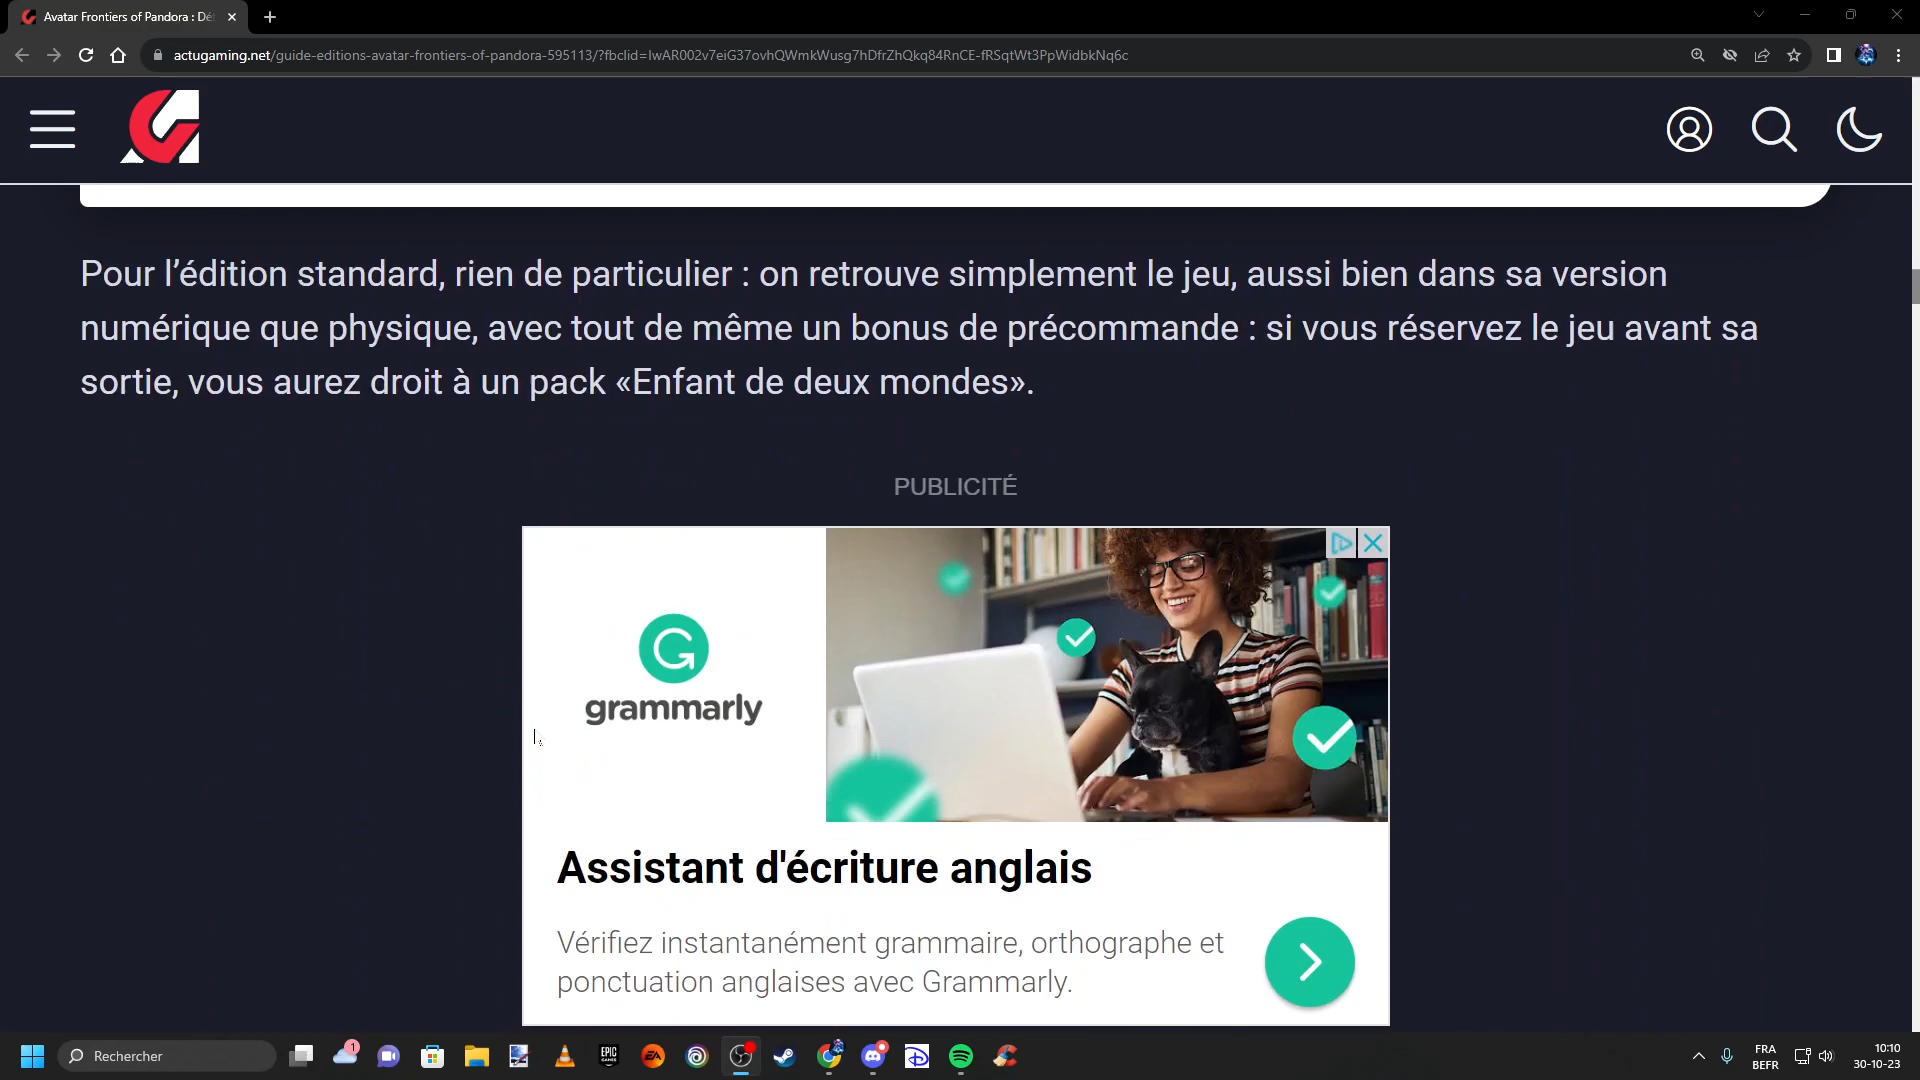 Avatar Frontiers of Pandora : Dé
actugaming.net/guide-editions-avatar-frontiers-of-pandora-595113/?fbclid=IwAR002v7eiG37ovhQWmkWusg7hDfrZhQkq84RnCE-fRSqtWt3PpWidbkNq6c
Pour l’édition standard, rien de particulier : on retrouve simplement le jeu, aussi bien dans sa version
numérique que physique, avec tout de même un bonus de précommande : si vous réservez le jeu avant sa
sortie, vous aurez droit à un pack «Enfant de deux mondes».
PUBLICITÉ
grammarly
Assistant d'écriture anglais
Vérifiez instantanément grammaire, orthographe et
ponctuation anglaises avec Grammarly.
Rechercher
1
EPIC
GAMES
EA
FRA
BEFR
10:10
30-10-23